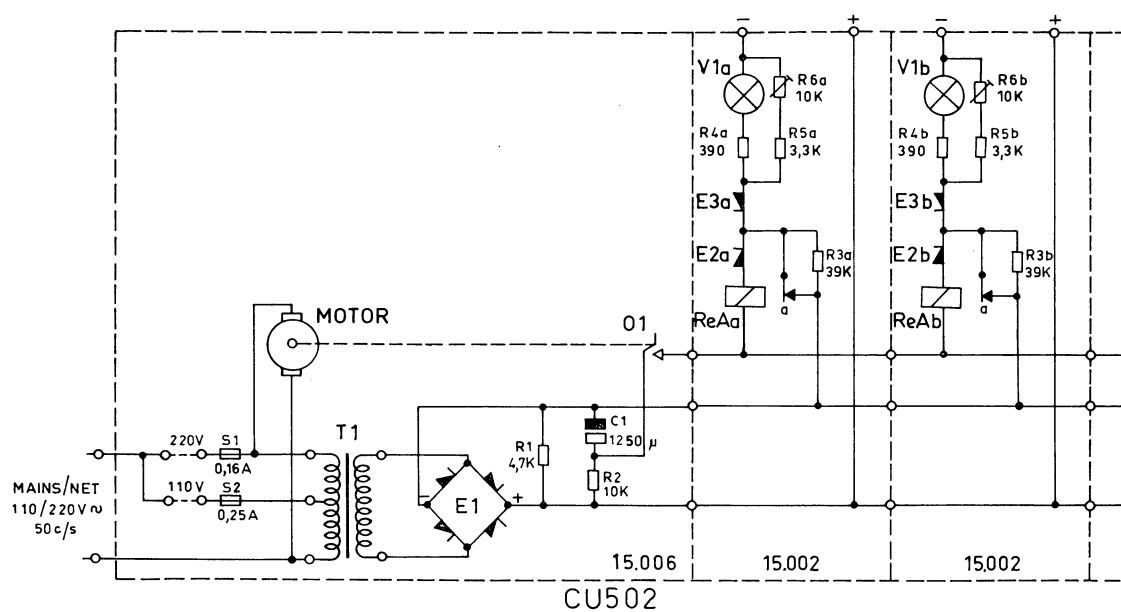 − + − +
V1a
R6a
10K
V1b
R6b
10K
R4a
390
R5a
3,3K
R4b
390
R5b
3,3K
E3a
E3b
E2a
R3a
39K
E2b
R3b
39K
a
a
ReAa
ReAb
MOTOR
O1
T1
C1
1250 μ
220V
S1
0,16A
R1
4,7K
R2
10K
110V
S2
0,25A
MAINS/NET
110/220V ~
50c/s
−
E1
+
15.006
15.002
15.002
CU502